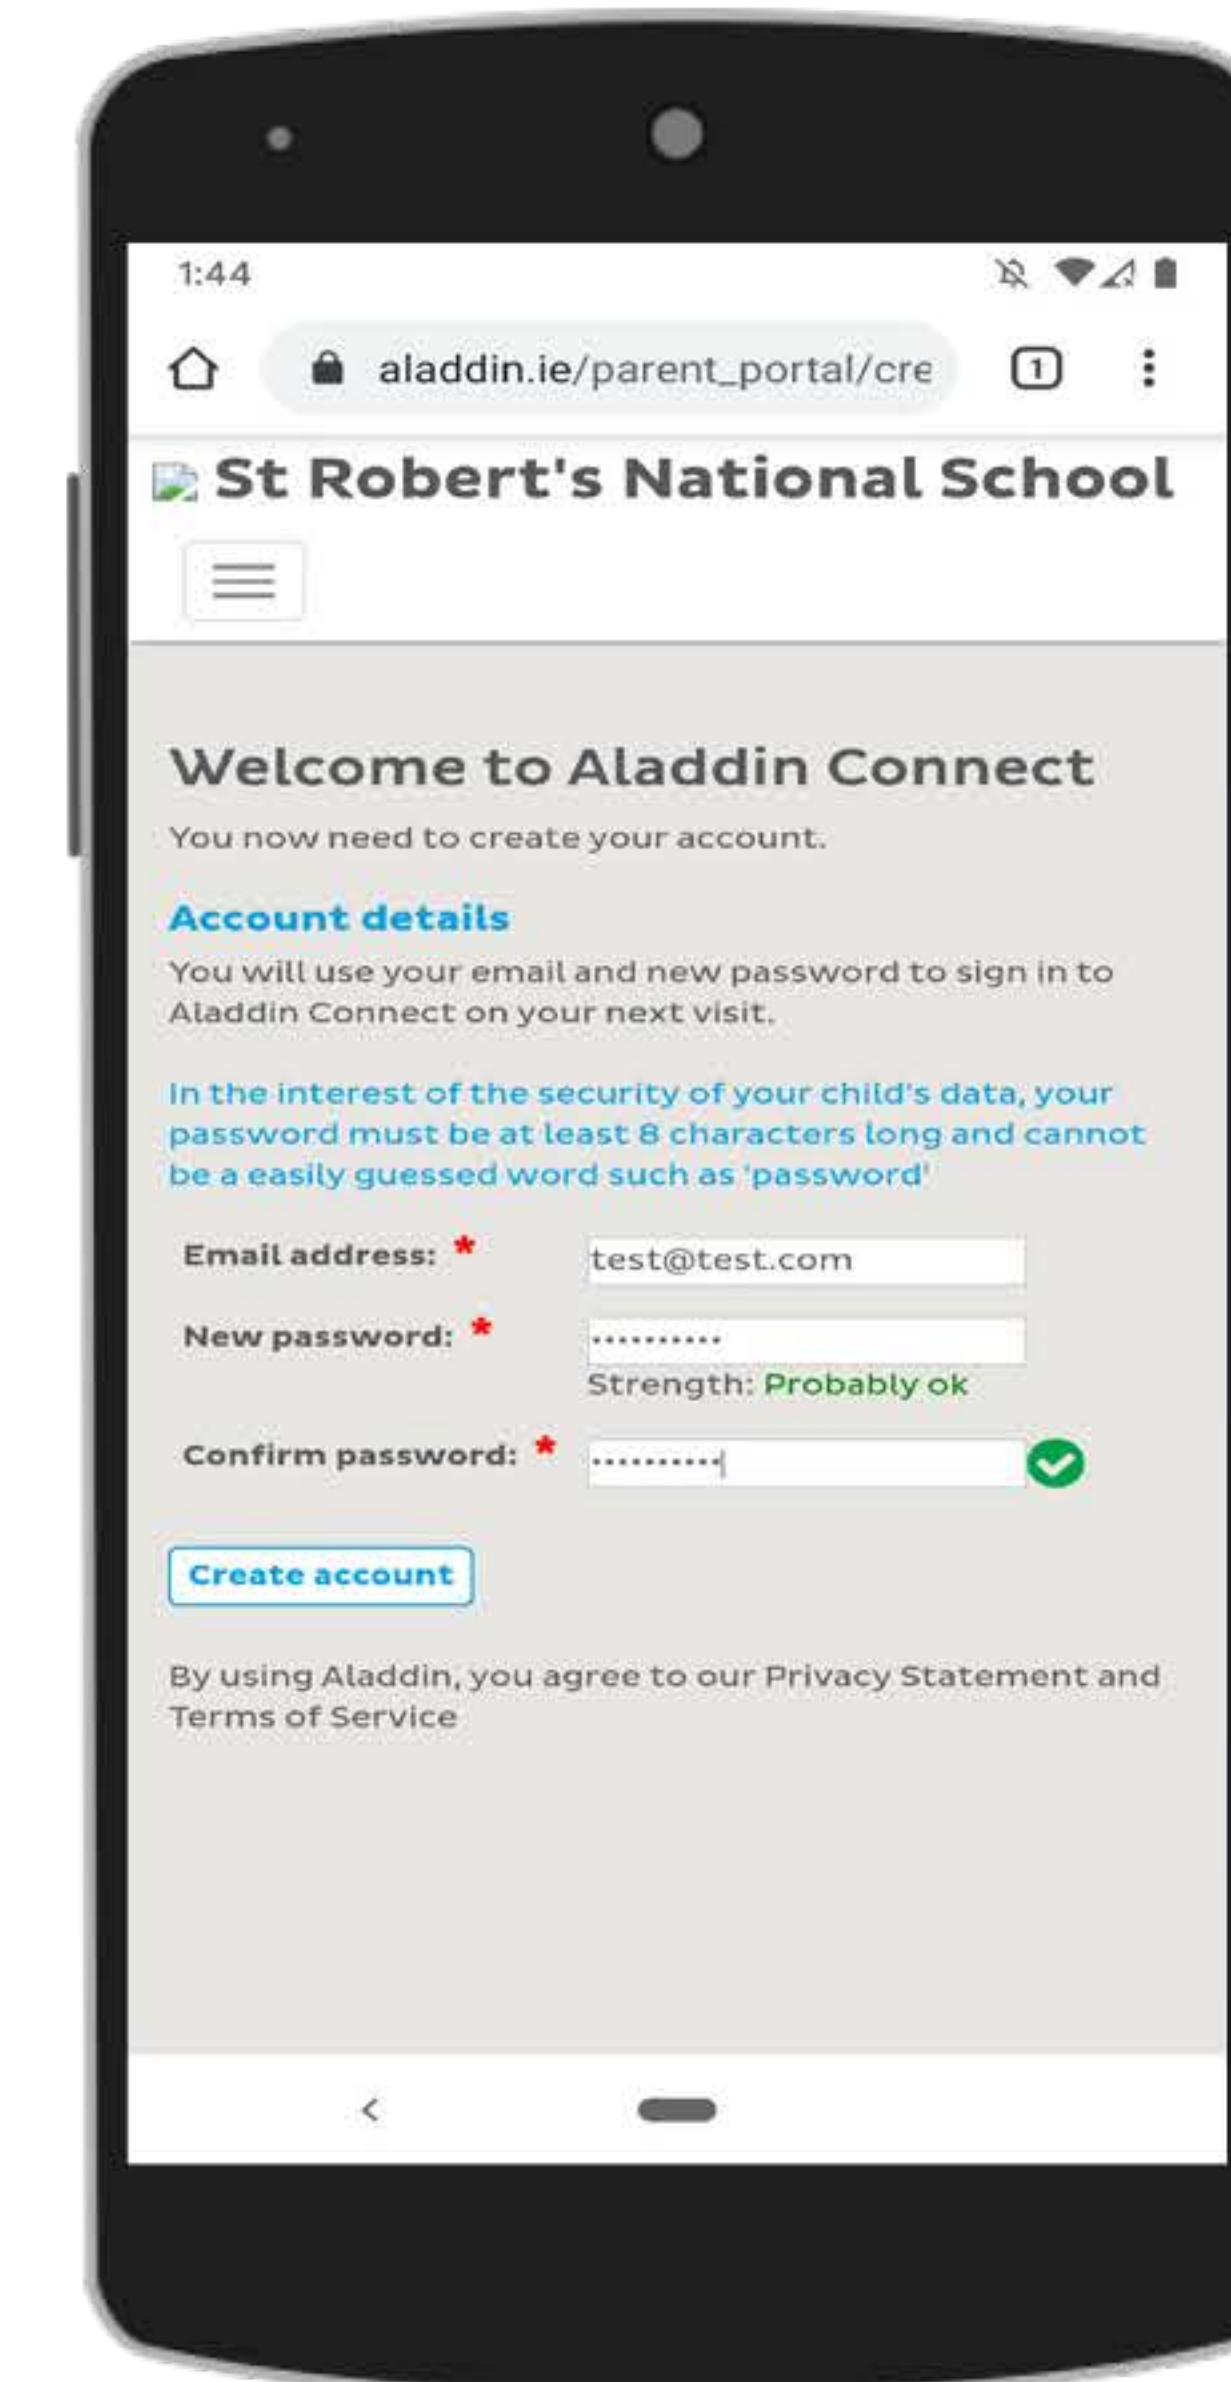 1:44
aladdin.ie/parent_portal/cre
1
St Robert's National School
Welcome to Aladdin Connect
You now need to create your account.
Account details
You will use your email and new password to sign in to
Aladdin Connect on your next visit.
In the interest of the security of your child's data, your
password must be at least 8 characters long and cannot
be a easily guessed word such as 'password'
Email address: * test@test.com
New password: * ··········
Strength: Probably ok
Confirm password: * ··········
Create account
By using Aladdin, you agree to our Privacy Statement and
Terms of Service